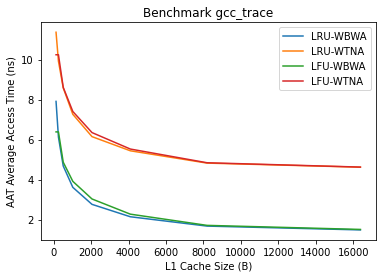 Benchmark gcc_trace
LRU-WBWA
LRU-WTNA
LFU-WBWA
LFU-WTNA
AAT Average Access Time (ns)
10
8
6
4
2
0 2000 4000 6000 8000 10000 12000 14000 16000
L1 Cache Size (B)